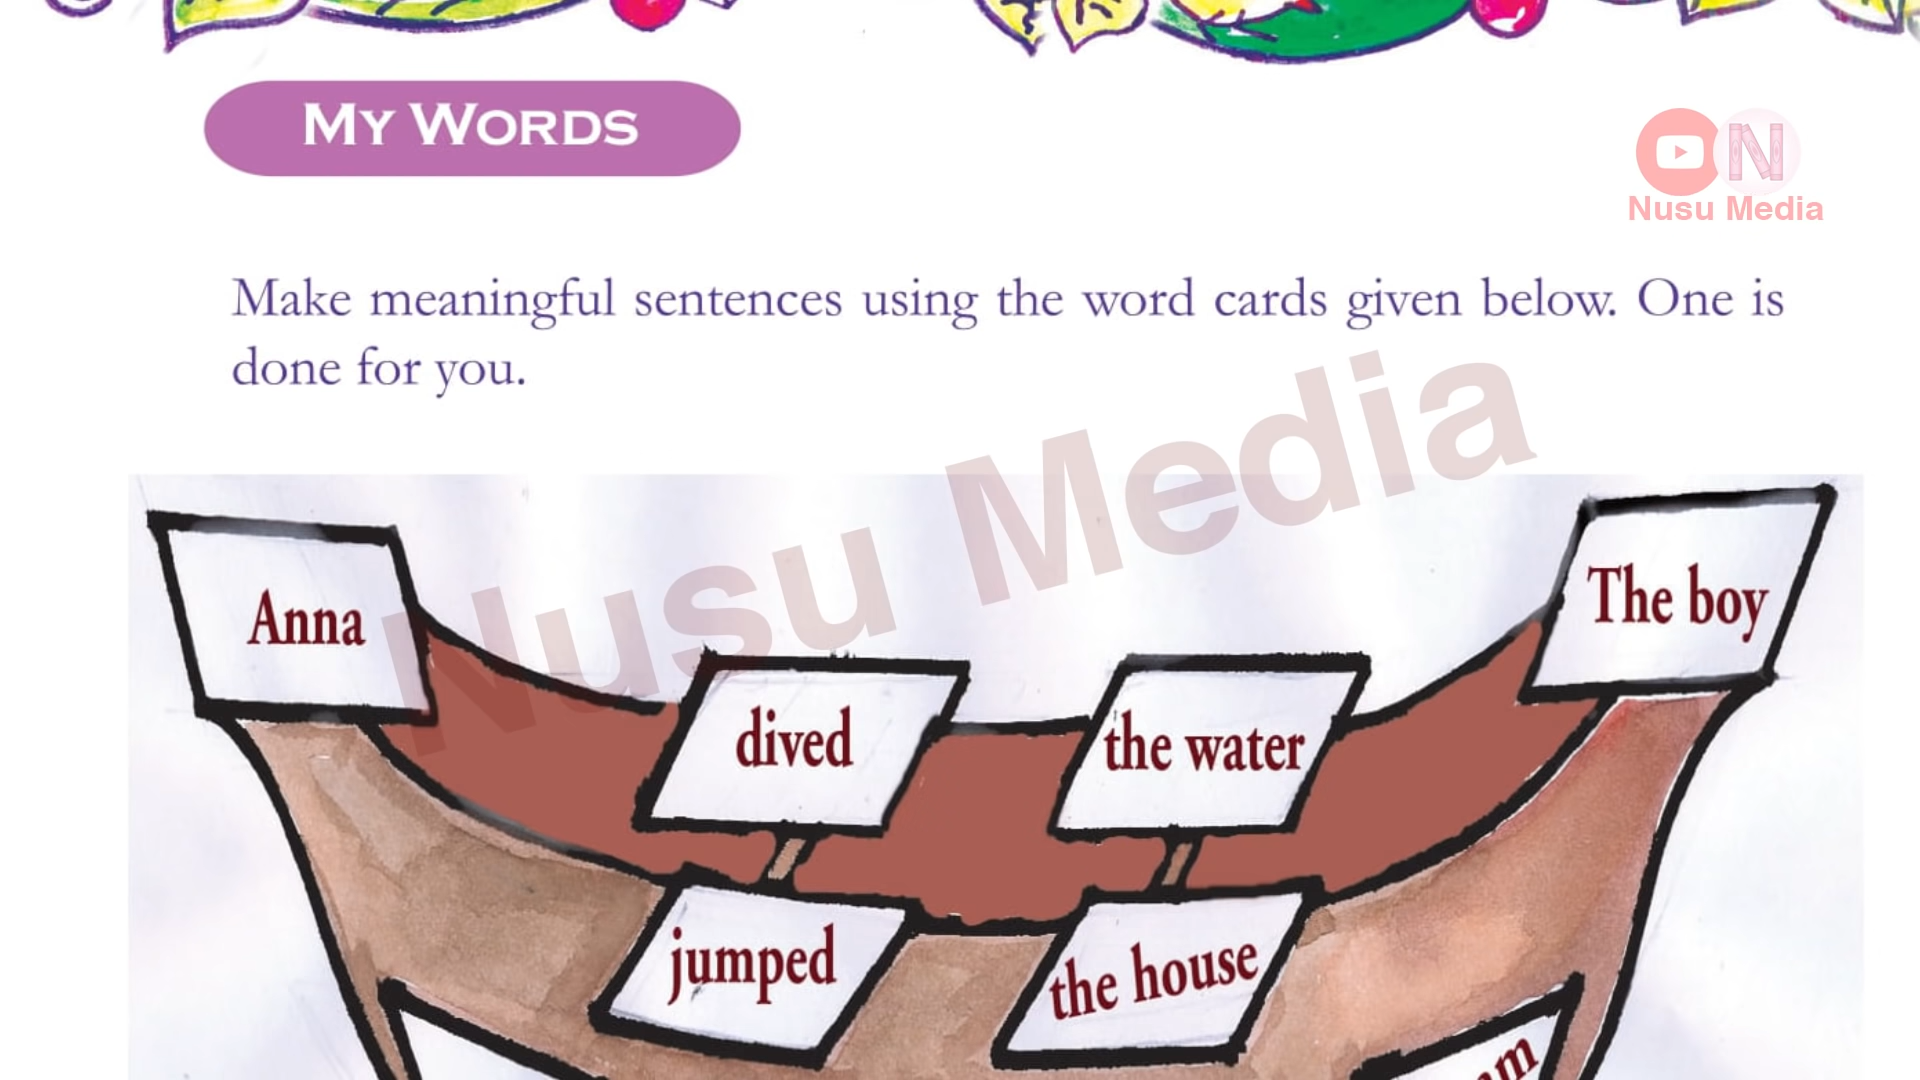 MY WORDS
Nusu Media
Make meaningful sentences using the word cards given below. One is
done for you.
Nusu Media
Anna
The boy
dived
the water
jumped
the house